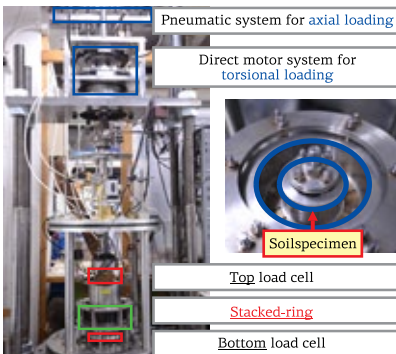 Pneumatic system for axial loading
Direct motor system for
torsional loading
Soilspecimen
Top load cell
Stacked-ring
Bottom load cell